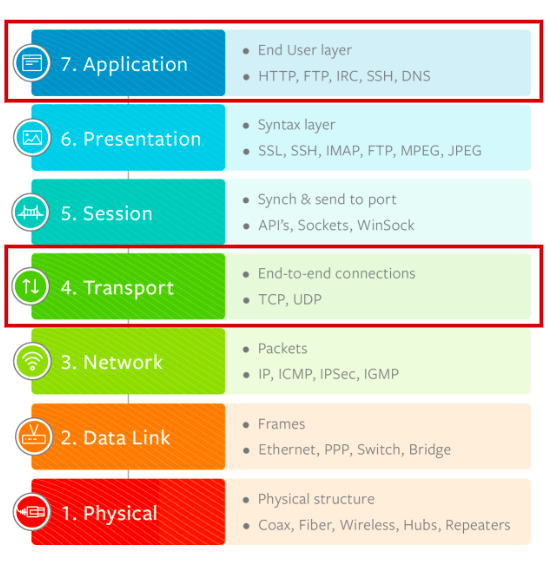 7. Application
End User layer
HTTP, FTP, IRC, SSH, DNS
6. Presentation
Syntax layer
SSL, SSH, IMAP, FTP, MPEG, JPEG
5. Session
Synch & send to port
API's, Sockets, WinSock
4. Transport
End-to-end connections
TCP, UDP
3. Network
Packets
IP, ICMP, IPSec, IGMP
2. Data Link
Frames
Ethernet, PPP, Switch, Bridge
1. Physical
Physical structure
Coax, Fiber, Wireless, Hubs, Repeaters